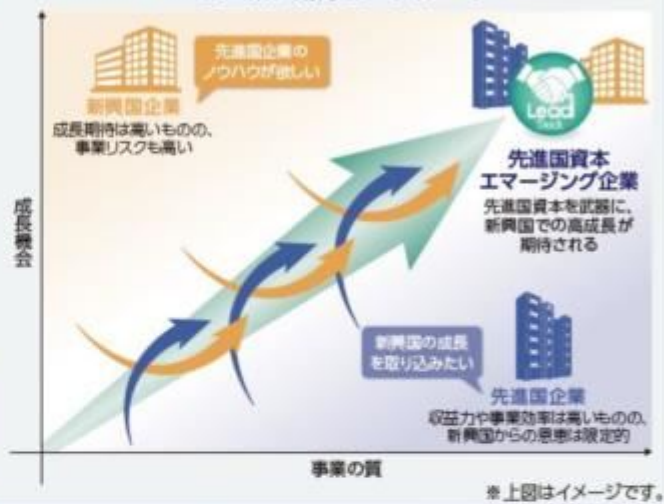 先進国企業の
ノウハウが欲しい
新興国企業
成長期待は高いものの、
事業リスクも高い
Lead
先進国資本
エマージング企業
先進国資本を武器に、
新興国での高成長が
期待される
成長機会
新興国の成長
を取り込みたい
先進国企業
収益力や事業効率は高いものの、
新興国からの恩恵は限定的
事業の質
※上図はイメージです。